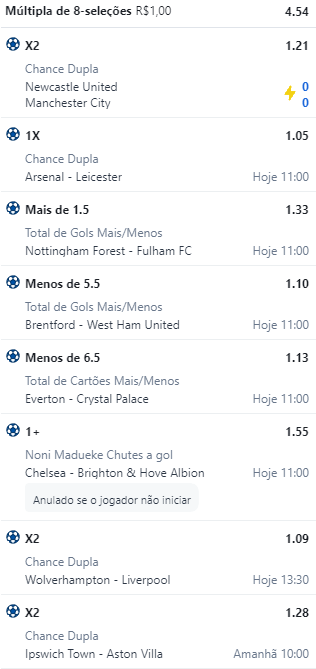 Múltipla de 8-seleções R$1,00 4.54
X2 1.21
Chance Dupla
Newcastle United 0
Manchester City 0
1X 1.05
Chance Dupla
Arsenal - Leicester Hoje 11:00
Mais de 1.5 1.33
Total de Gols Mais/Menos
Nottingham Forest - Fulham FC Hoje 11:00
Menos de 5.5 1.10
Total de Gols Mais/Menos
Brentford - West Ham United Hoje 11:00
Menos de 6.5 1.13
Total de Cartões Mais/Menos
Everton - Crystal Palace Hoje 11:00
1+ 1.55
Noni Madueke Chutes a gol
Chelsea - Brighton & Hove Albion Hoje 11:00
Anulado se o jogador não iniciar
X2 1.09
Chance Dupla
Wolverhampton - Liverpool Hoje 13:30
X2 1.28
Chance Dupla
Ipswich Town - Aston Villa Amanhã 10:00